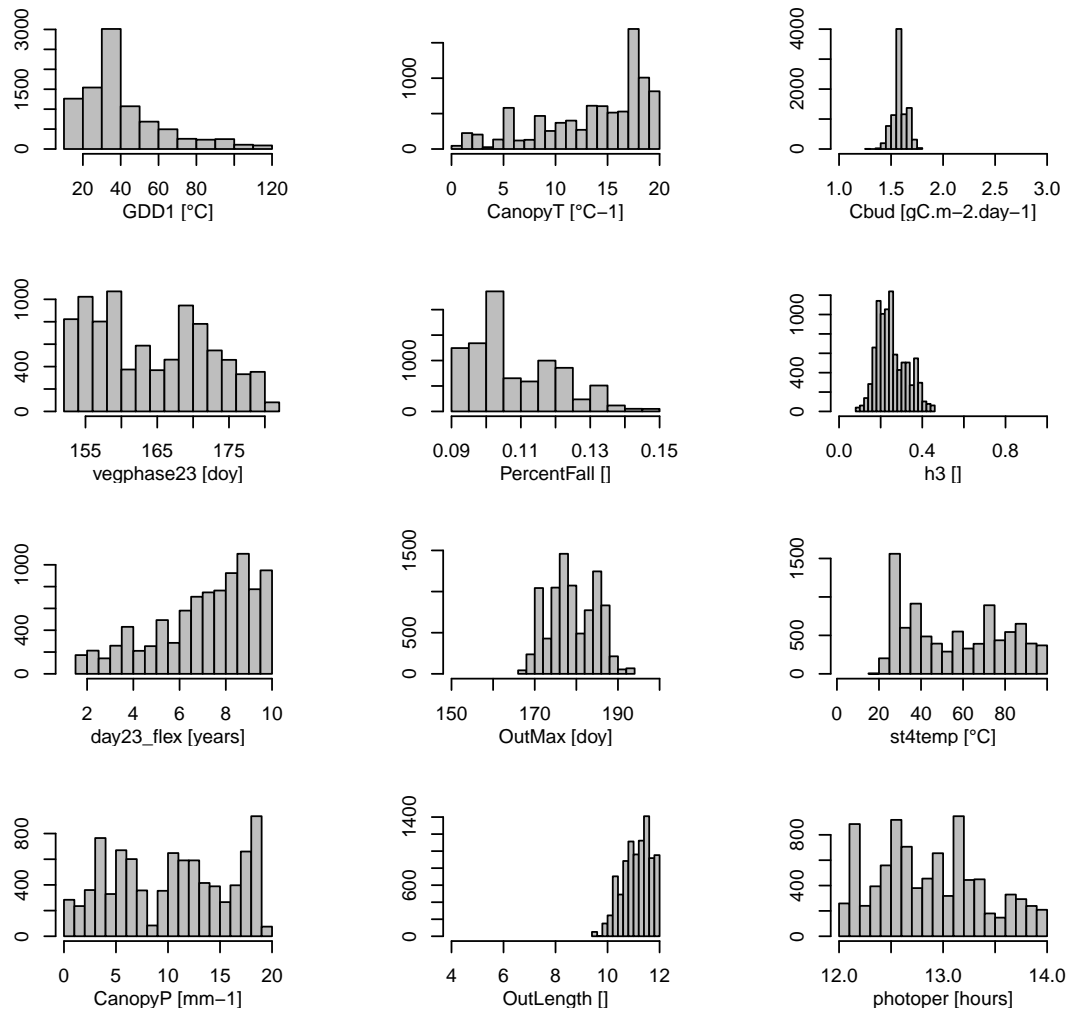 0 1500 3000
20 40 60 80 120
GDD1 [°C]
0 1000
0 5 10 15 20
CanopyT [°C−1]
0 2000 4000
1.0 1.5 2.0 2.5 3.0
Cbud [gC.m−2.day−1]
0 400 1000
155 165 175
vegphase23 [doy]
0 1000
0.09 0.11 0.13 0.15
PercentFall []
0 400 1000
0.0 0.4 0.8
h3 []
0 400 1000
2 4 6 8 10
day23_flex [years]
0 500 1500
150 170 190
OutMax [doy]
0 500 1500
0 20 40 60 80
st4temp [°C]
0 400 800
0 5 10 15 20
CanopyP [mm−1]
0 600 1400
4 6 8 10 12
OutLength []
0 400 800
12.0 13.0 14.0
photoper [hours]